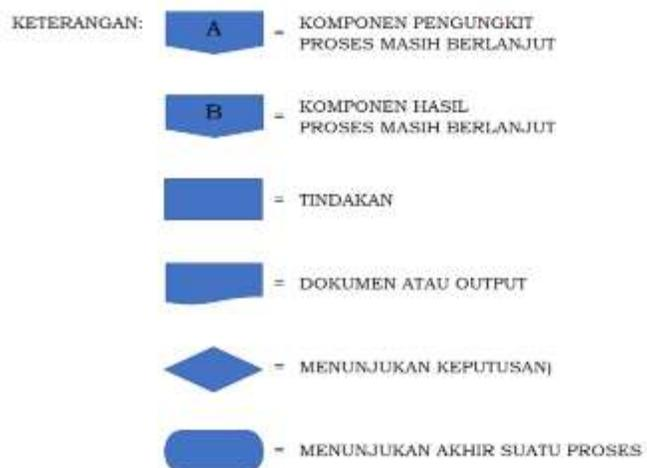 KETERANGAN:
A = KOMPONEN PENGUNGKIT
PROSES MASIH BERLANJUT
B = KOMPONEN HASIL
PROSES MASIH BERLANJUT
= TINDAKAN
= DOKUMEN ATAU OUTPUT
= MENUNJUKAN KEPUTUSAN)
= MENUNJUKAN AKHIR SUATU PROSES